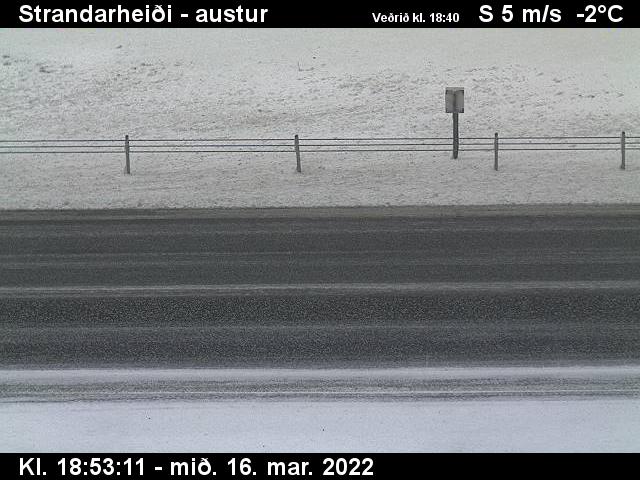 Strandarheiði - austur Veðrið kl. 18:40 S 5 m/s -2°C
Kl. 18:53:11 - mið. 16. mar. 2022